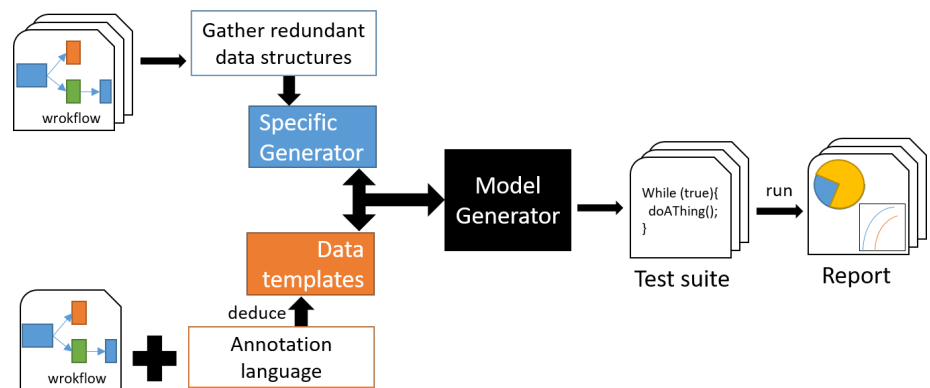 Gather redundant
data structures
wrokflow
Specific
Generator
Model
Generator
While (true){
doAThing();
}
run
Test suite
Report
Data
templates
deduce
Annotation
language
wrokflow